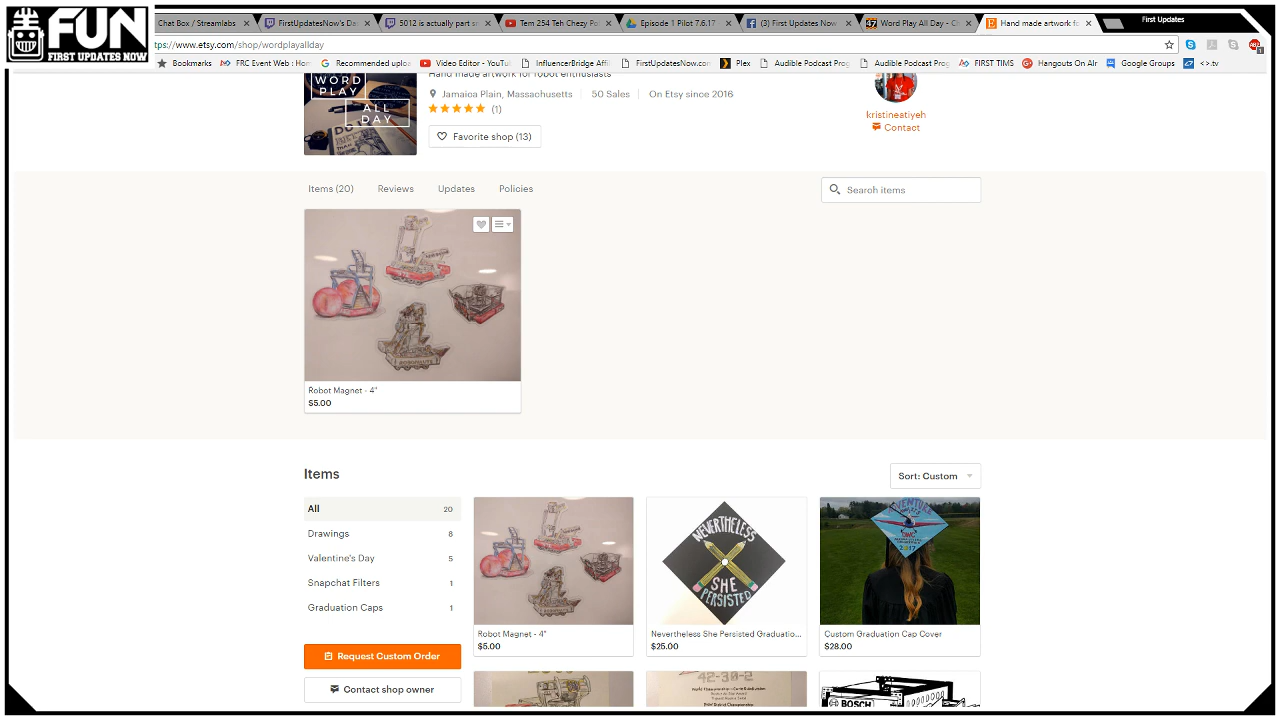 FUN
FIRST UPDATES NOW
Chat Box / Streamlabs
FirstUpdatesNow's Da
5012 is actually part s
Tem 254 Teh Chezy Po
Episode 1 Pilot 7.6.17
(3) First Updates Now
Word Play All Day - C
Hand made artwork fo
First Updates
tps://www.etsy.com/shop/wordplayallday
Bookmarks
FRC Event Web : Hom
Recommended uploa
Video Editor - YouTu
InfluenceBridge Affil
FirstUpdatesNow.com
Plex
Audible Podcast Prog
Audible Podcast Prog
FIRST TIMS
Hangouts On Air
Google Groups
<>.tv
Hand made artwork for robot enthusiasts
WORD
PLAY
ALL
DAY
Jamaica Plain, Massachusetts
50 Sales
On Etsy since 2016
(1)
Favorite shop (13)
kristineatiyeh
Contact
Items (20)
Reviews
Updates
Policies
Search items
Robot Magnet - 4"
$5.00
Items
Sort: Custom
All 20
Drawings 8
Valentine's Day 5
Snapchat Filters 1
Graduation Caps 1
Request Custom Order
Contact shop owner
NEVERTHELESS
SHE
PERSISTED
VENTURE
2017
Robot Magnet - 4"
$5.00
Nevertheless She Persisted Graduatio...
$25.00
Custom Graduation Cap Cover
$28.00
42-30-2
BOSCH